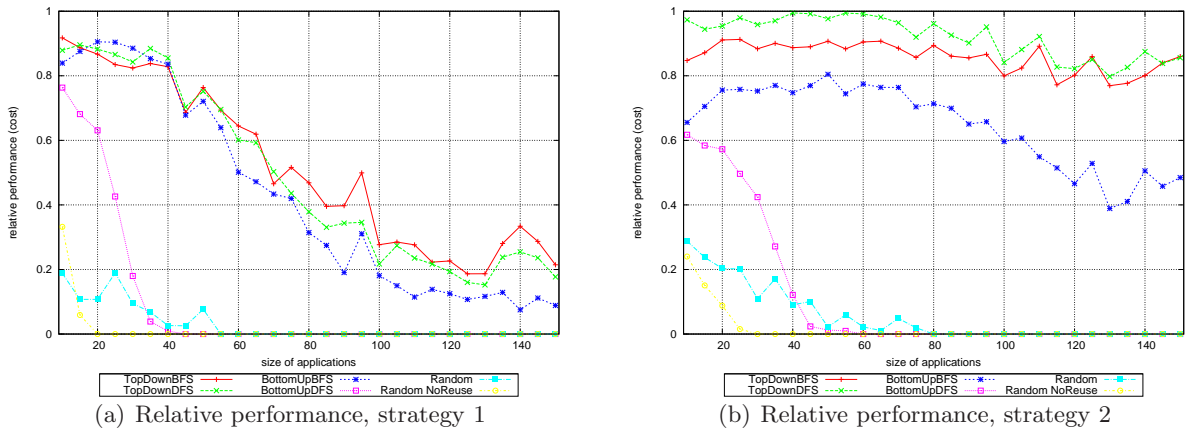 1
0.8
0.6
0.4
0.2
0
relative performance (cost)
20 40 60 80 100 120 140
size of applications
TopDownBFS BottomUpBFS Random
TopDownDFS BottomUpDFS Random NoReuse
(a) Relative performance, strategy 1
1
0.8
0.6
0.4
0.2
0
relative performance (cost)
20 40 60 80 100 120 140
size of applications
TopDownBFS BottomUpBFS Random
TopDownDFS BottomUpDFS Random NoReuse
(b) Relative performance, strategy 2